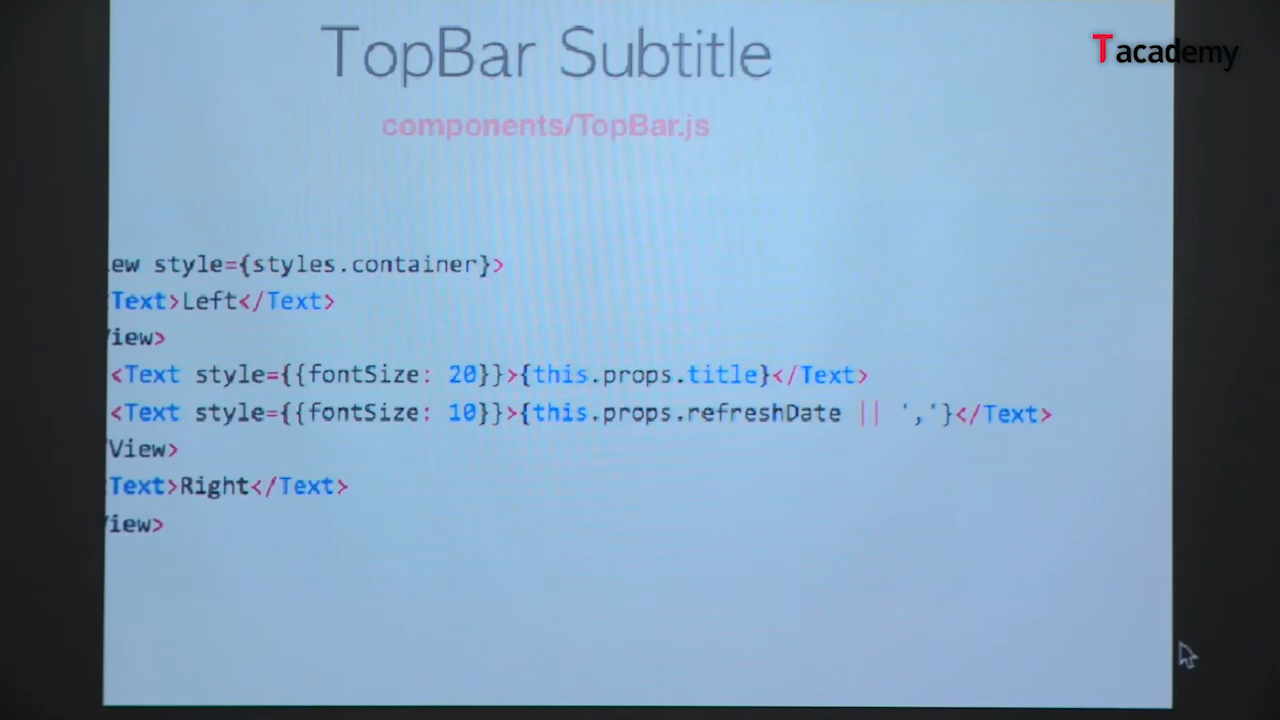 TopBar Subtitle
Tacademy
components/TopBar.js
ew style={styles.container}>
Text>Left</Text>
iew>
<Text style={{fontSize: 20}}>{this.props.title}</Text>
<Text style={{fontSize: 10}}>{this.props.refreshDate || ','}</Text>
View>
Text>Right</Text>
iew>